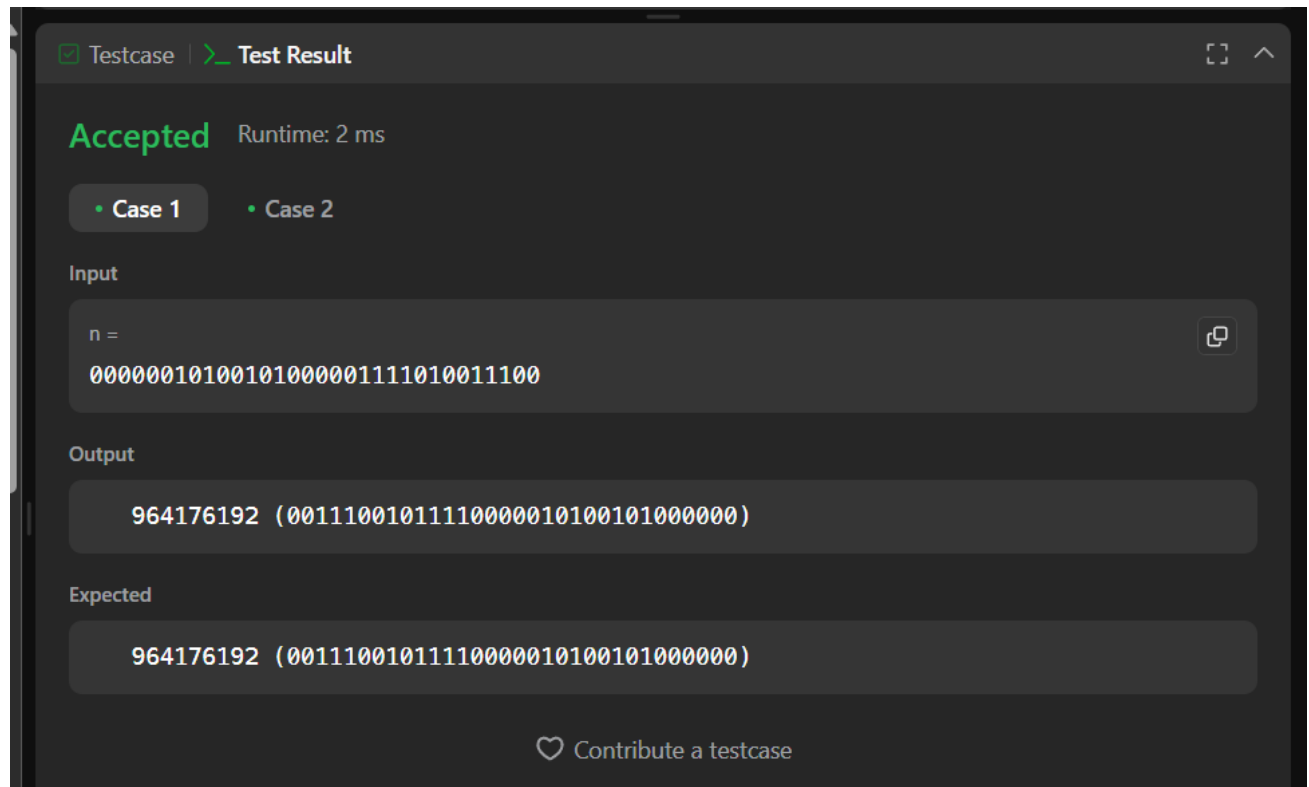 Testcase | >_ Test Result
Accepted Runtime: 2 ms
• Case 1 • Case 2
Input
n =
00000010100101000001111010011100
Output
964176192 (00111001011110000010100101000000)
Expected
964176192 (00111001011110000010100101000000)
Contribute a testcase